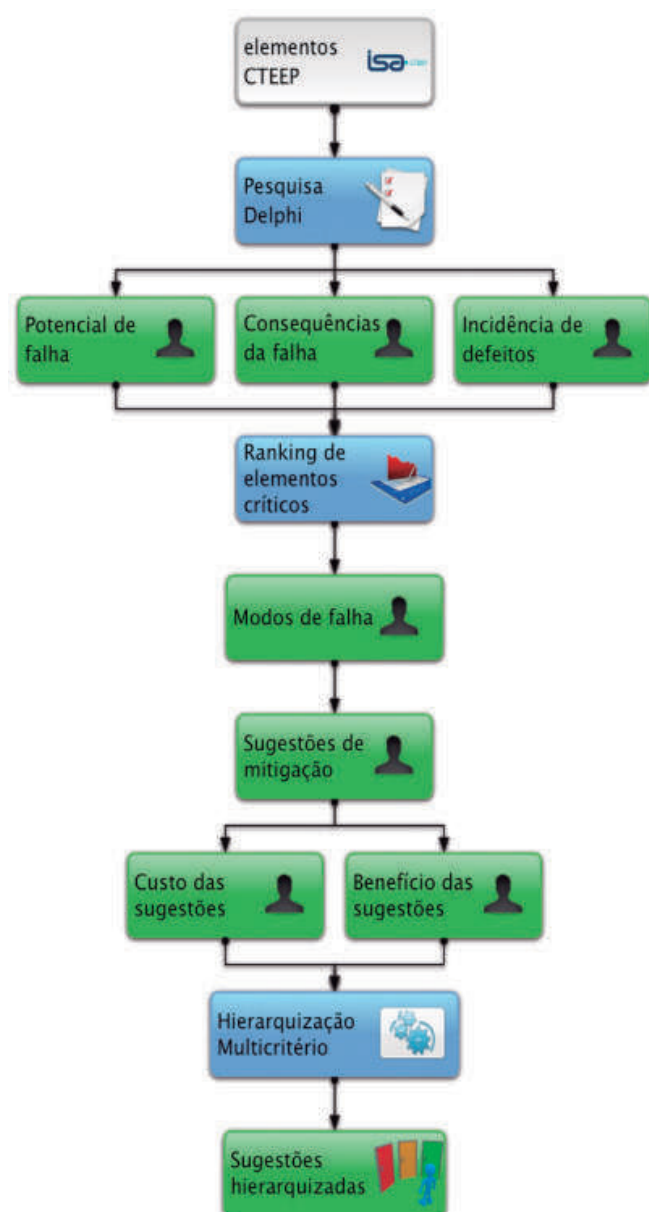 elementos
CTEEP
isa
Pesquisa
Delphi
Potencial de
falha
Consequências
da falha
Incidência de
defeitos
Ranking de
elementos
críticos
Modos de falha
Sugestões de
mitigação
Custo das
sugestões
Benefício das
sugestões
Hierarquização
Multicritério
Sugestões
hierarquizadas